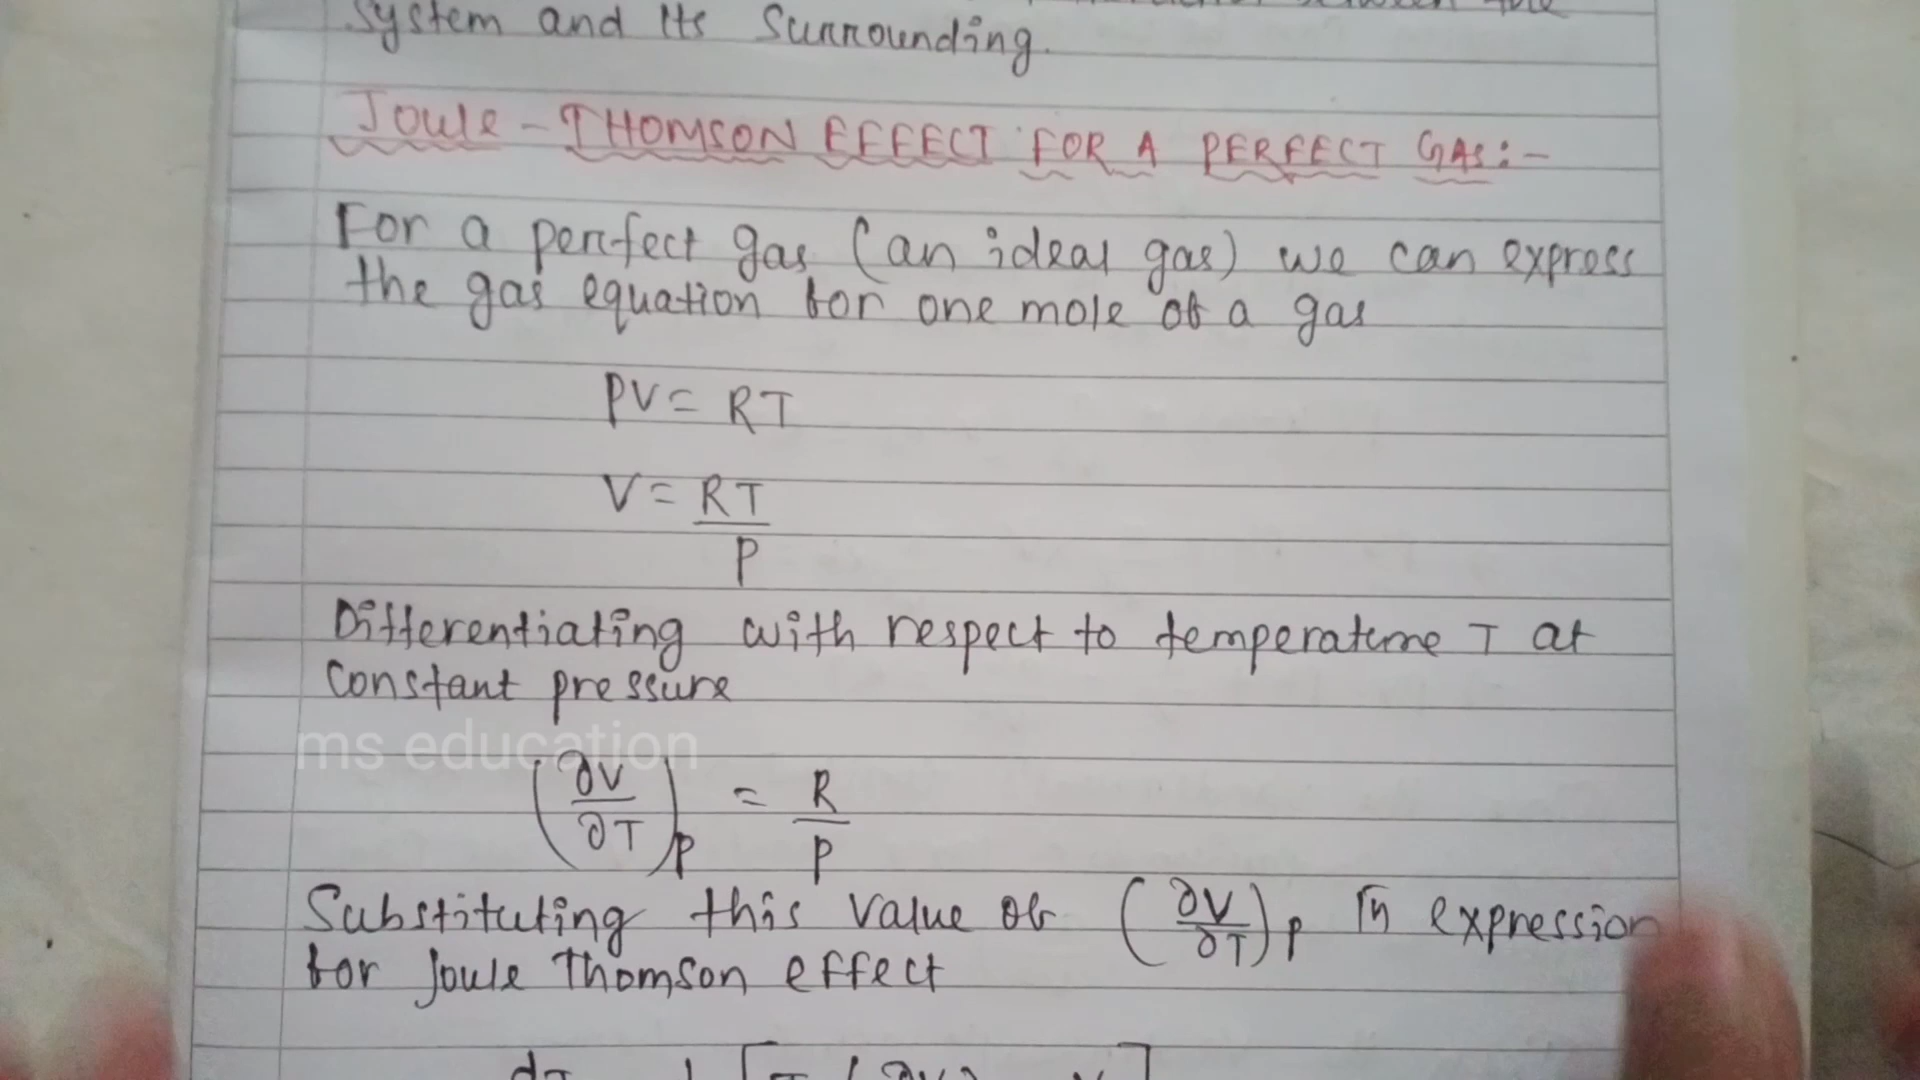 system and Its Surrounding.
JOULE - THOMSON EFFECT FOR A PERFECT GAS:-
For a perfect gas (an ideal gas) we can express
the gas equation for one mole of a gas
PV = RT
V = RT
P
Differentiating with respect to temperature T at
constant pressure
ms education
(∂V/∂T)P = R/P
Substituting this value of (∂V/∂T)P in expression
for Joule Thomson effect